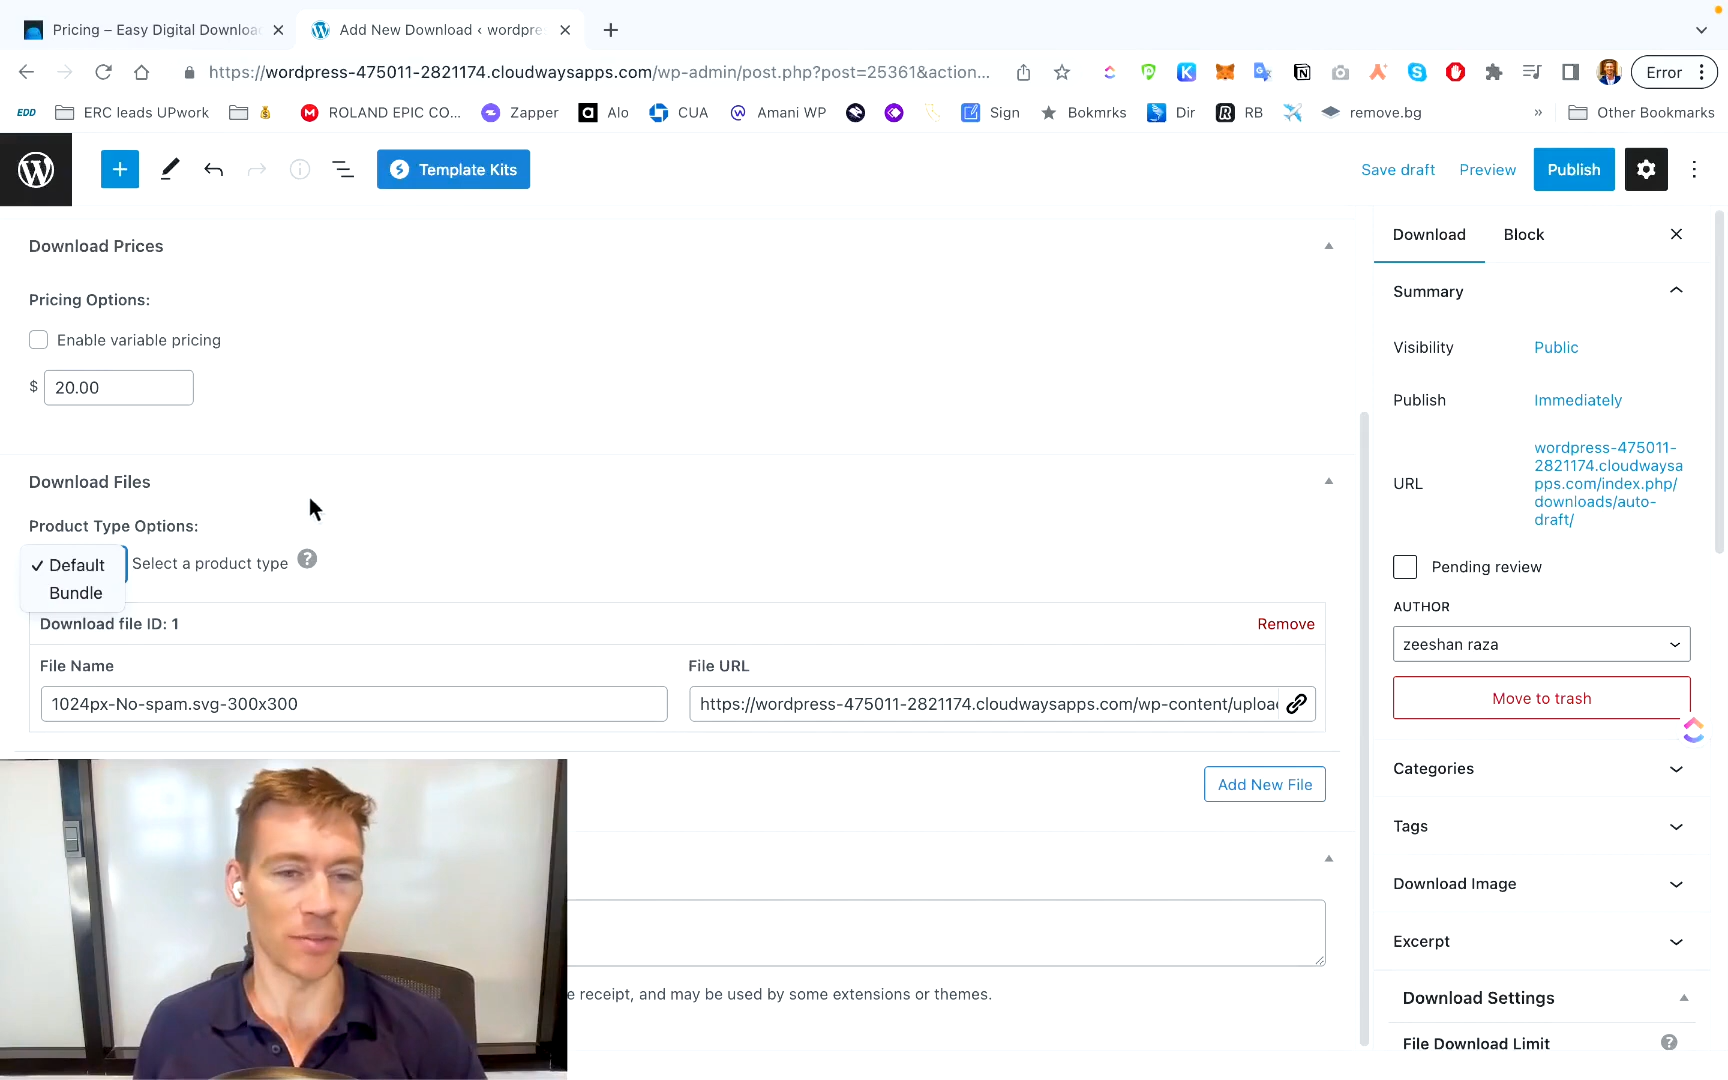 Pricing – Easy Digital Downloa
Add New Download ‹ wordpre
https://wordpress-475011-2821174.cloudwaysapps.com/wp-admin/post.php?post=25361&action...
Error
EDD
ERC leads UPwork
ROLAND EPIC CO...
Zapper
Alo
CUA
Amani WP
Sign
Bokmrks
Dir
RB
remove.bg
»
Other Bookmarks
Template Kits
Save draft
Preview
Publish
Download Prices
Pricing Options:
Enable variable pricing
$ 20.00
Download Files
Product Type Options:
✓ Default
Bundle
Select a product type ?
Download file ID: 1
Remove
File Name
File URL
1024px-No-spam.svg-300x300
https://wordpress-475011-2821174.cloudwaysapps.com/wp-content/uploa
Add New File
e receipt, and may be used by some extensions or themes.
Download
Block
Summary
Visibility
Public
Publish
Immediately
URL
wordpress-475011-
2821174.cloudwaysa
pps.com/index.php/
downloads/auto-
draft/
Pending review
AUTHOR
zeeshan raza
Move to trash
Categories
Tags
Download Image
Excerpt
Download Settings
File Download Limit ?